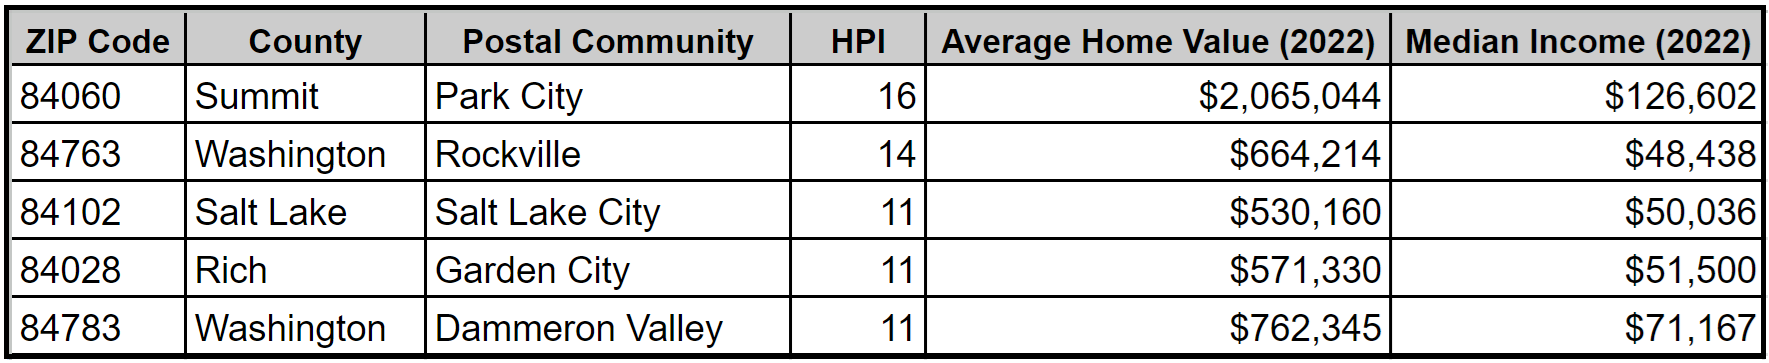 ZIP Code County Postal Community HPI Average Home Value (2022) Median Income (2022)
84060 Summit Park City 16 $2,065,044 $126,602
84763 Washington Rockville 14 $664,214 $48,438
84102 Salt Lake Salt Lake City 11 $530,160 $50,036
84028 Rich Garden City 11 $571,330 $51,500
84783 Washington Dammeron Valley 11 $762,345 $71,167